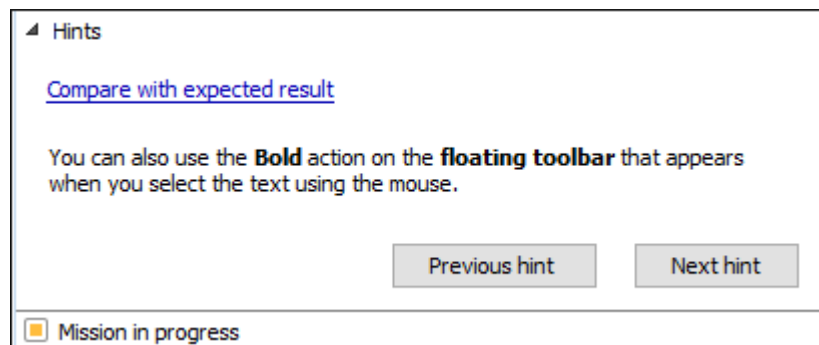 Hints
Compare with expected result
You can also use the Bold action on the floating toolbar that appears
when you select the text using the mouse.
Previous hint Next hint
Mission in progress